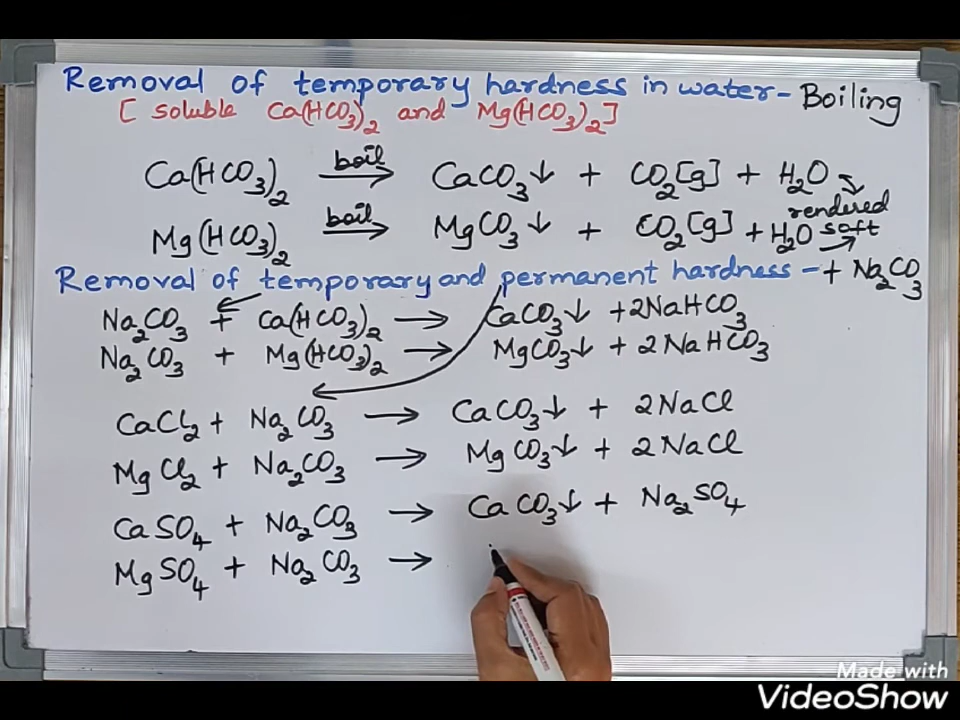 Removal of temporary hardness in water - Boiling
[ soluble Ca(HCO₃)₂ and Mg(HCO₃)₂ ]
Ca(HCO₃)₂ boil → CaCO₃↓ + CO₂[g] + H₂O ↘
rendered
Mg(HCO₃)₂ boil → MgCO₃↓ + CO₂[g] + H₂O soft
Removal of temporary and permanent hardness - + Na₂CO₃
Na₂CO₃ + Ca(HCO₃)₂ → CaCO₃↓ + 2NaHCO₃
Na₂CO₃ + Mg(HCO₃)₂ → MgCO₃↓ + 2NaHCO₃
CaCl₂ + Na₂CO₃ → CaCO₃↓ + 2NaCl
MgCl₂ + Na₂CO₃ → MgCO₃↓ + 2NaCl
CaSO₄ + Na₂CO₃ → CaCO₃↓ + Na₂SO₄
MgSO₄ + Na₂CO₃ →
Made with
VideoShow